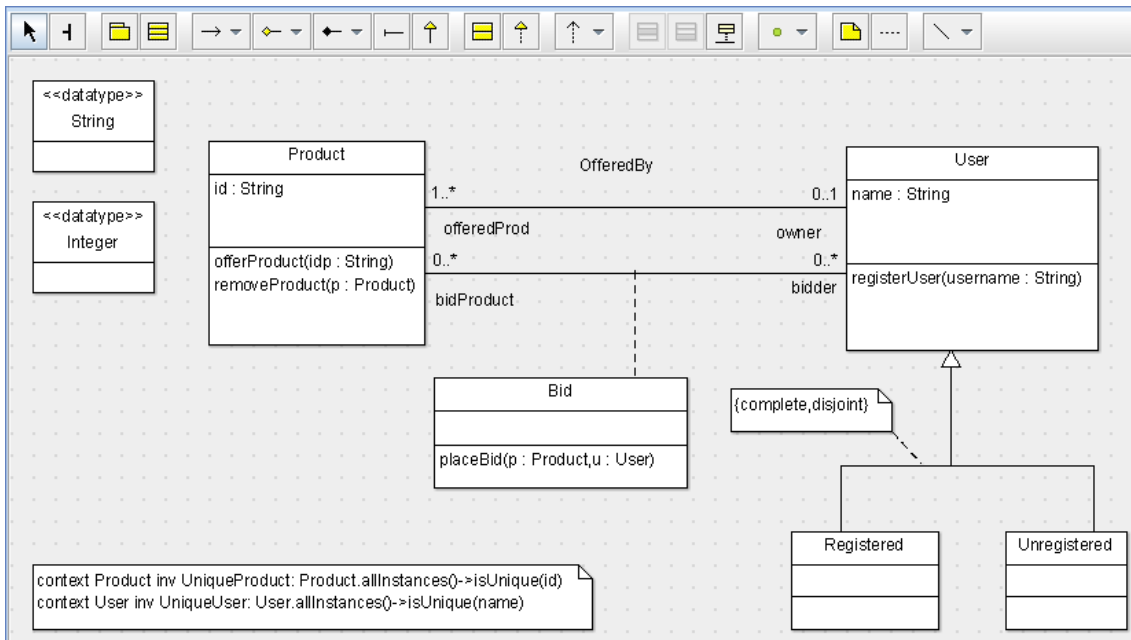 <<datatype>>
String
<<datatype>>
Integer
Product
id : String
offerProduct(idp : String)
removeProduct(p : Product)
OfferedBy
1..*
0..1
offeredProd
owner
0..*
0..*
bidProduct
bidder
User
name : String
registerUser(username : String)
Bid
placeBid(p : Product,u : User)
{complete,disjoint}
Registered
Unregistered
context Product inv UniqueProduct: Product.allInstances()->isUnique(id)
context User inv UniqueUser: User.allInstances()->isUnique(name)